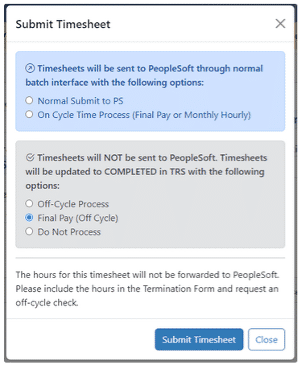 Submit Timesheet
Timesheets will be sent to PeopleSoft through normal
batch interface with the following options:
Normal Submit to PS
On Cycle Time Process (Final Pay or Monthly Hourly)
Timesheets will NOT be sent to PeopleSoft. Timesheets
will be updated to COMPLETED in TRS with the following
options:
Off-Cycle Process
Final Pay (Off Cycle)
Do Not Process
The hours for this timesheet will not be forwarded to PeopleSoft.
Please include the hours in the Termination Form and request an
off-cycle check.
Submit Timesheet Close